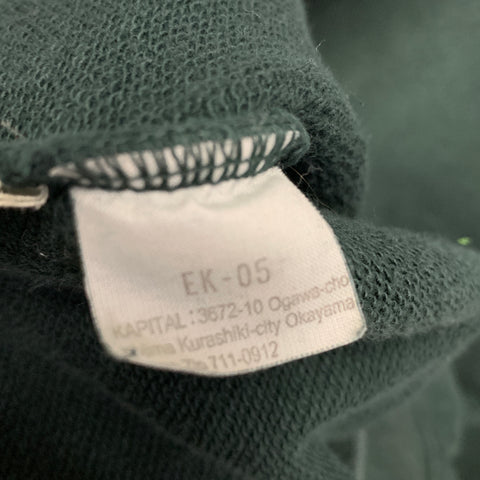 EK-05
KAPITAL:3672-10 Ogawa-cho
Kurashiki-city Okayama
711-0912